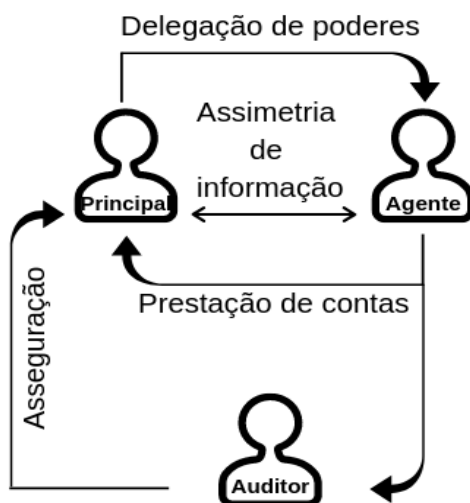 Delegação de poderes
Assimetria
de
informação
Principal
Agente
Prestação de contas
Asseguração
Auditor